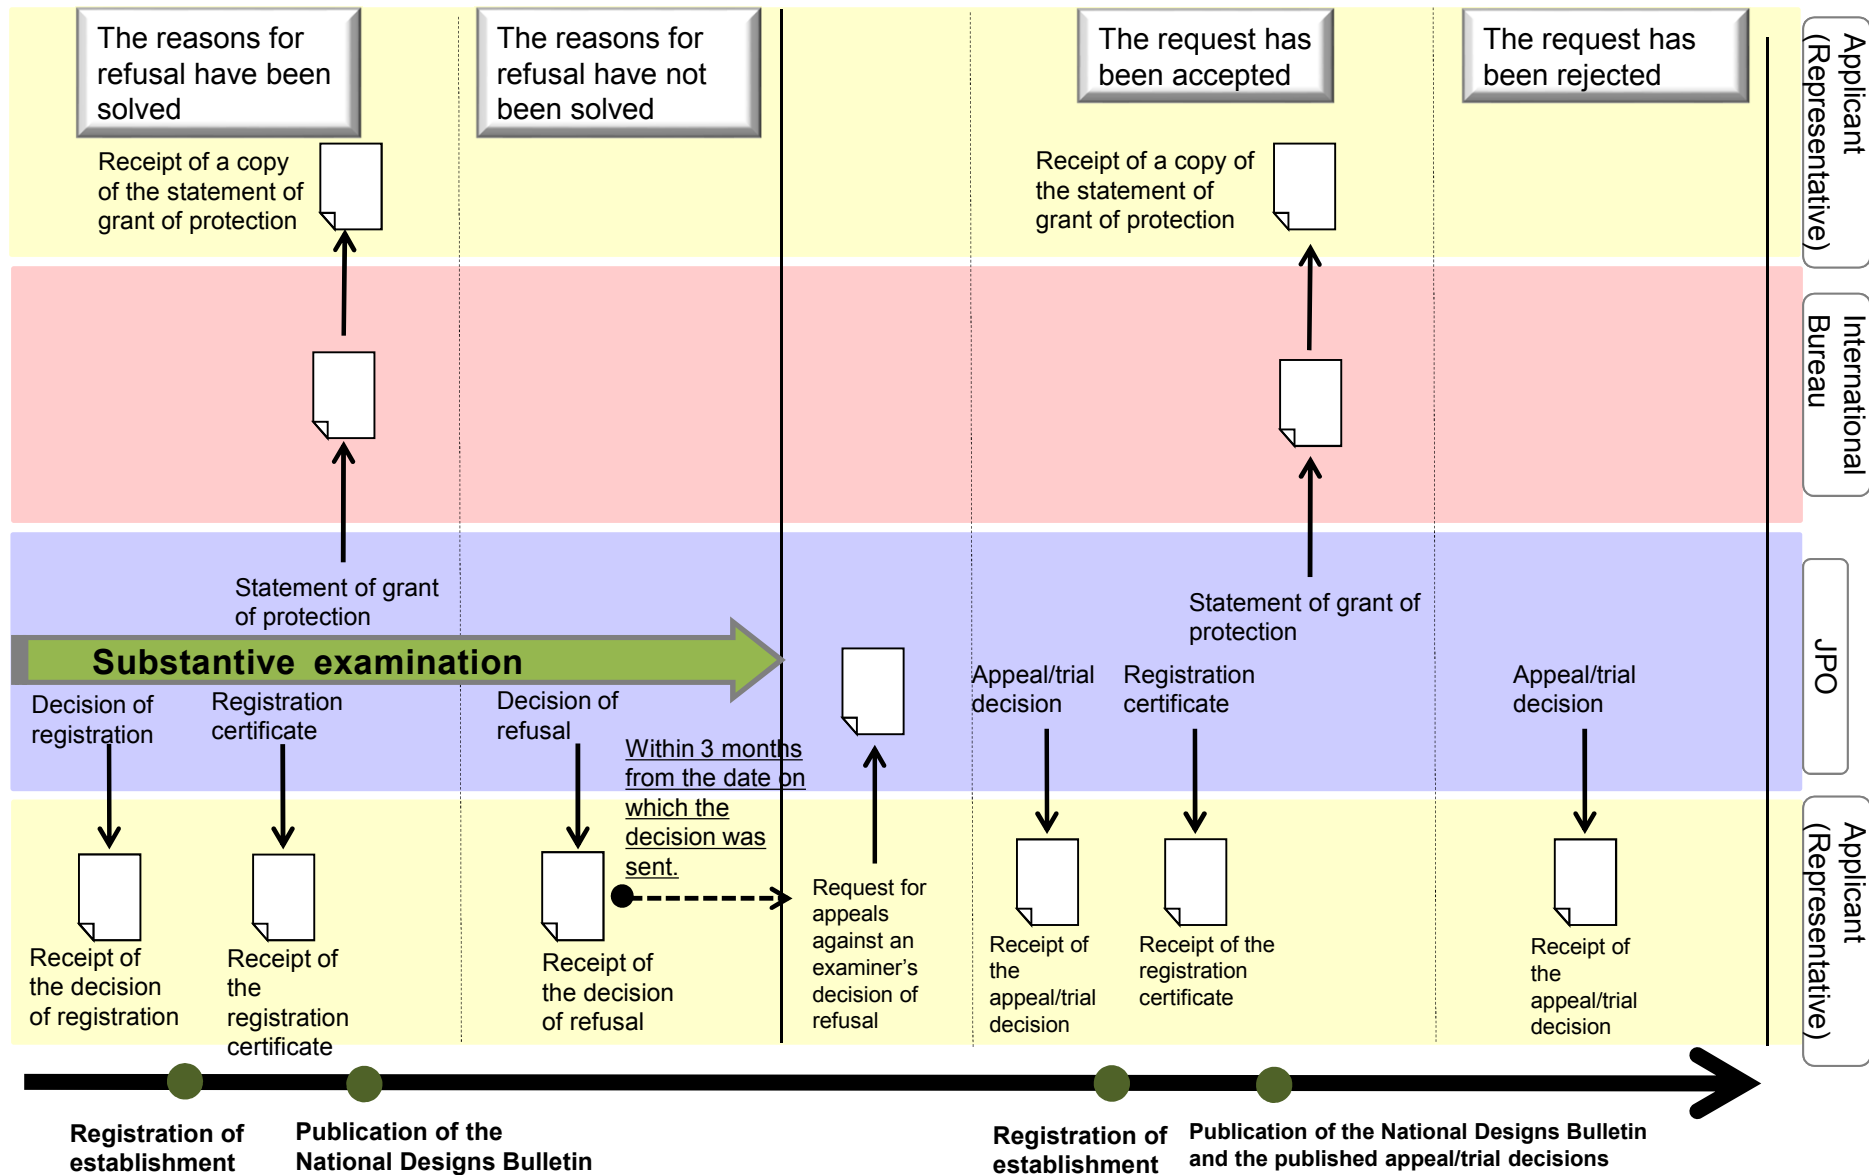 The reasons for
refusal have been
solved
The reasons for
refusal have not
been solved
The request has
been accepted
The request has
been rejected
Applicant
(Representative)
Receipt of a copy
of the statement of
grant of protection
Receipt of a copy of
the statement of
grant of protection
International
Bureau
Statement of grant
of protection
Statement of grant of
protection
JPO
Substantive examination
Decision of
registration
Registration
certificate
Decision of
refusal
Within 3 months
from the date on
which the
decision was
sent.
Appeal/trial
decision
Registration
certificate
Appeal/trial
decision
Applicant
(Representative)
Receipt of
the decision
of registration
Receipt of
the
registration
certificate
Receipt of
the decision
of refusal
Request for
appeals
against an
examiner's
decision of
refusal
Receipt of
the
appeal/trial
decision
Receipt of the
registration
certificate
Receipt of
the
appeal/trial
decision
Registration of
establishment
Publication of the
National Designs Bulletin
Registration of
establishment
Publication of the National Designs Bulletin
and the published appeal/trial decisions